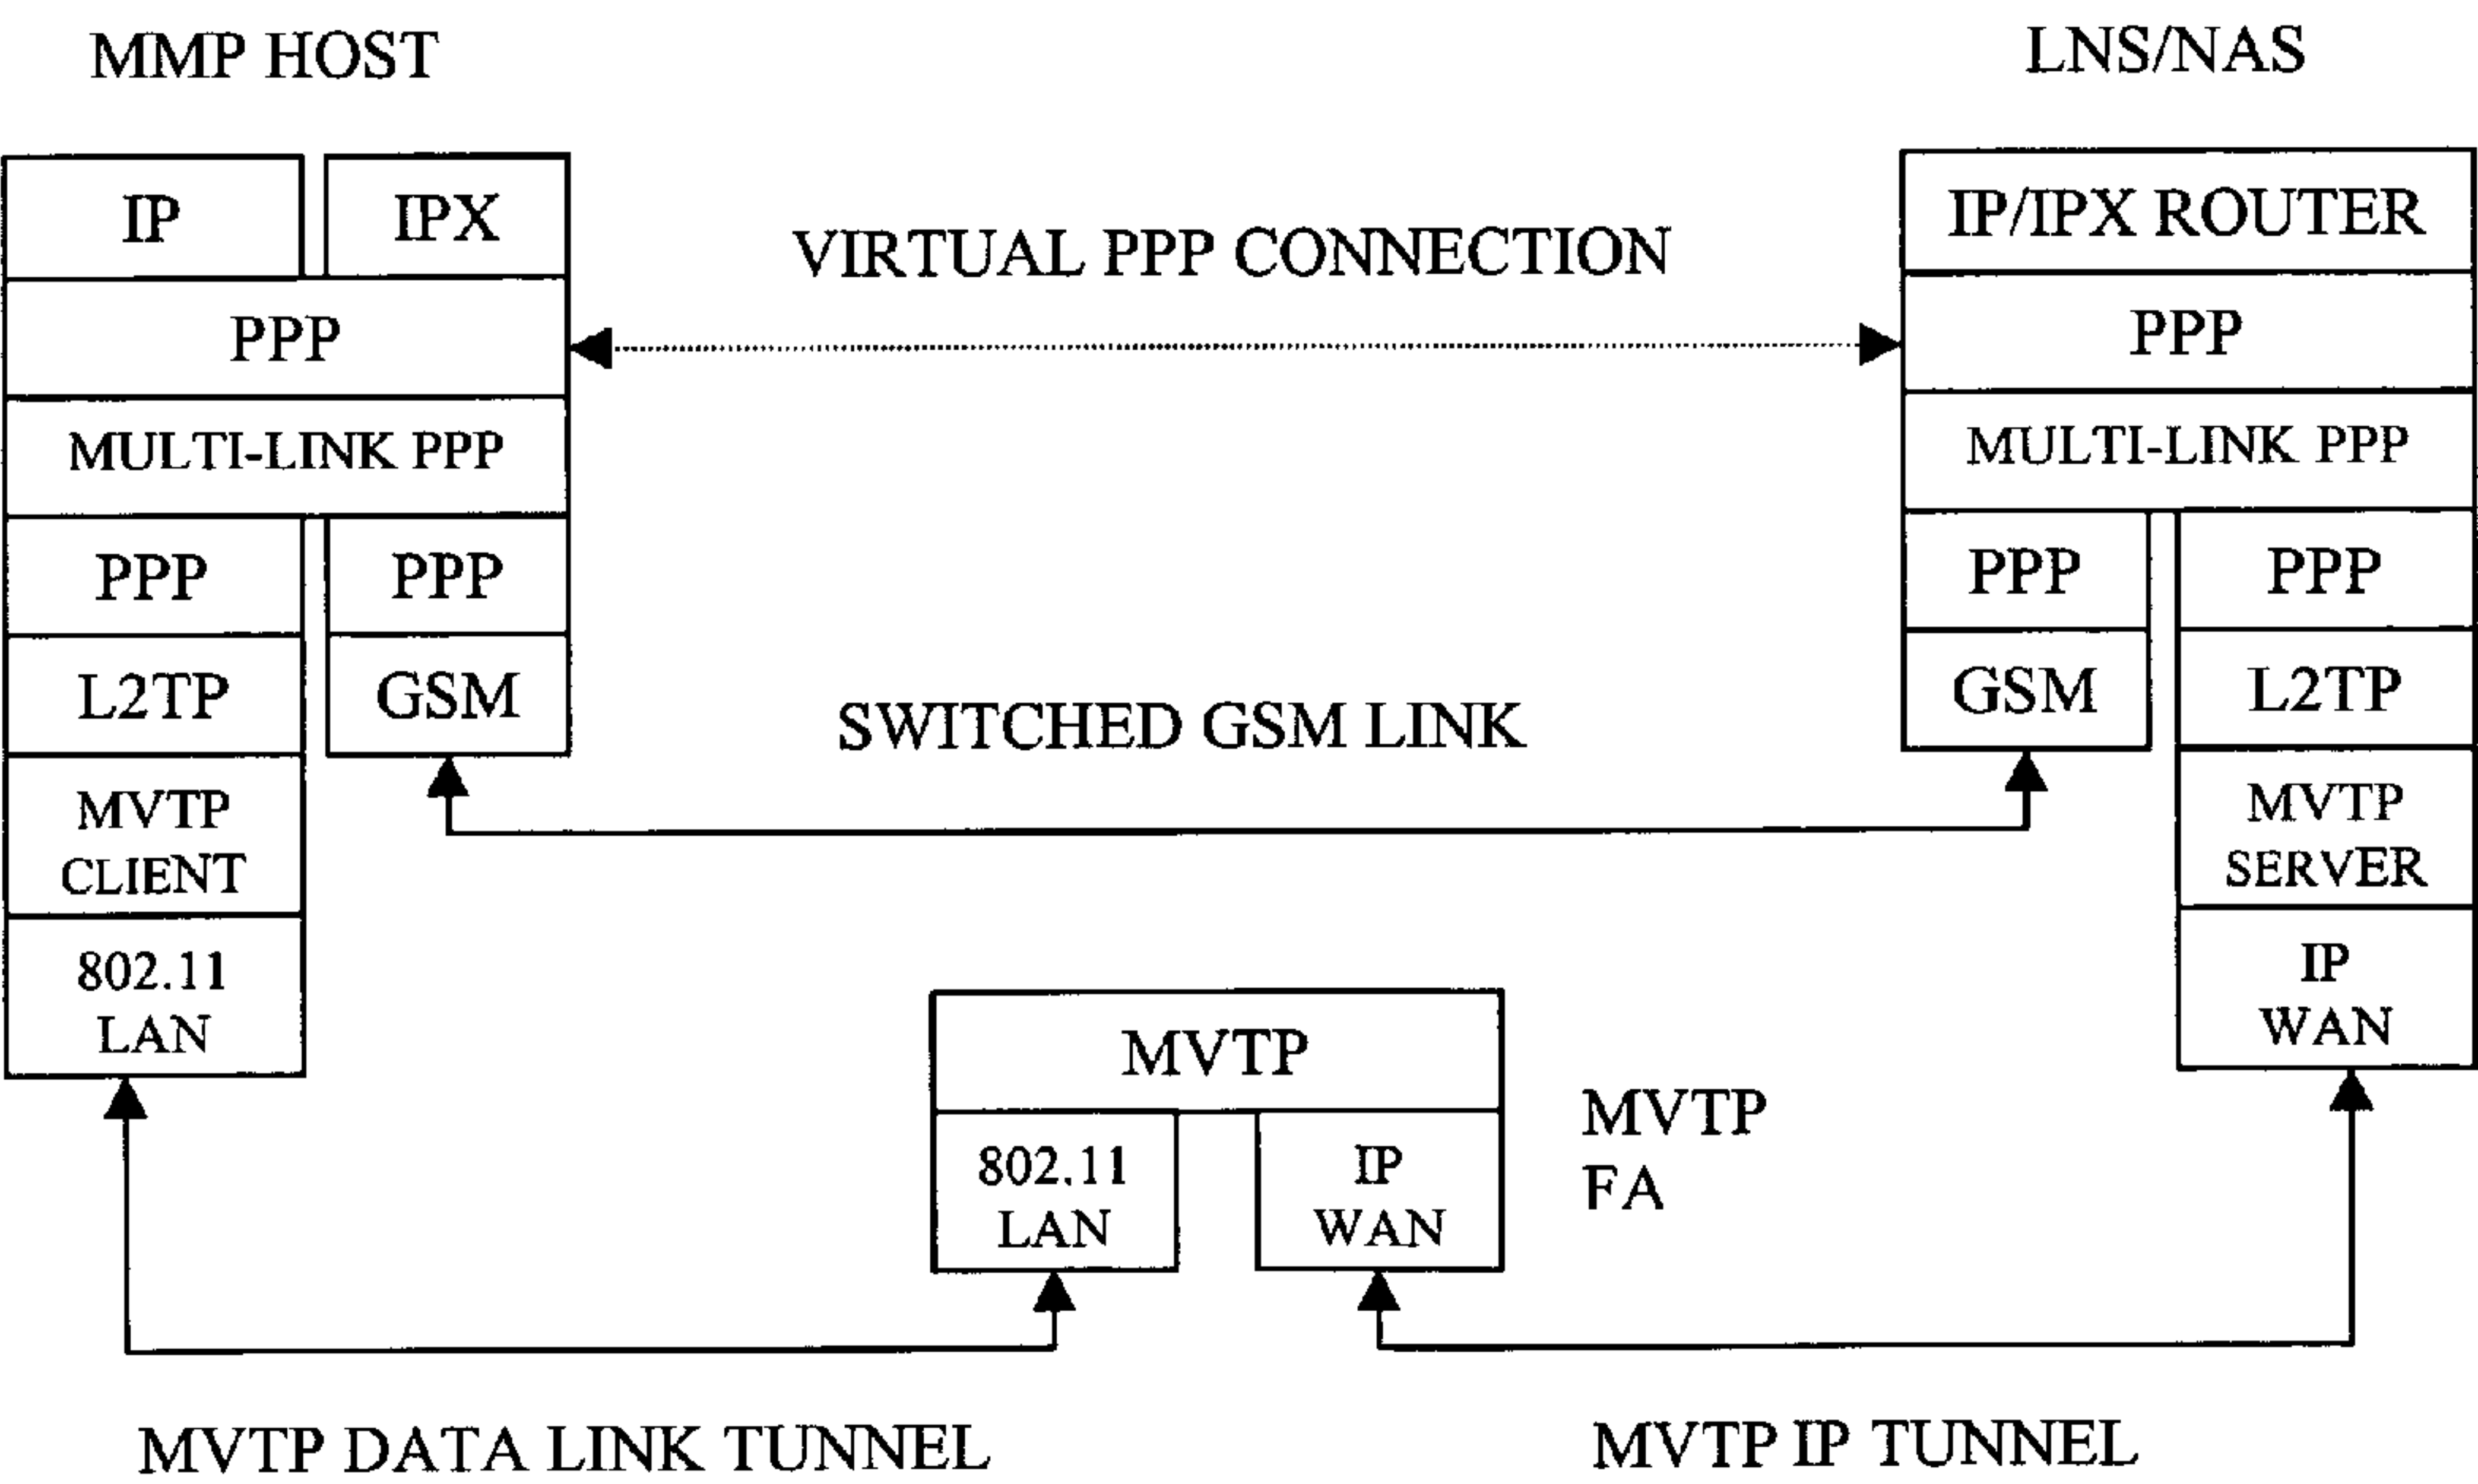 MMP HOST
LNS/NAS
IP
IPX
IP/IPX ROUTER
VIRTUAL PPP CONNECTION
PPP
PPP
MULTI-LINK PPP
MULTI-LINK PPP
PPP
PPP
PPP
PPP
L2TP
GSM
GSM
L2TP
SWITCHED GSM LINK
MVTP
CLIENT
MVTP
SERVER
802.11
LAN
IP
WAN
MVTP
802.11
LAN
IP
WAN
MVTP
FA
MVTP DATA LINK TUNNEL
MVTP IP TUNNEL